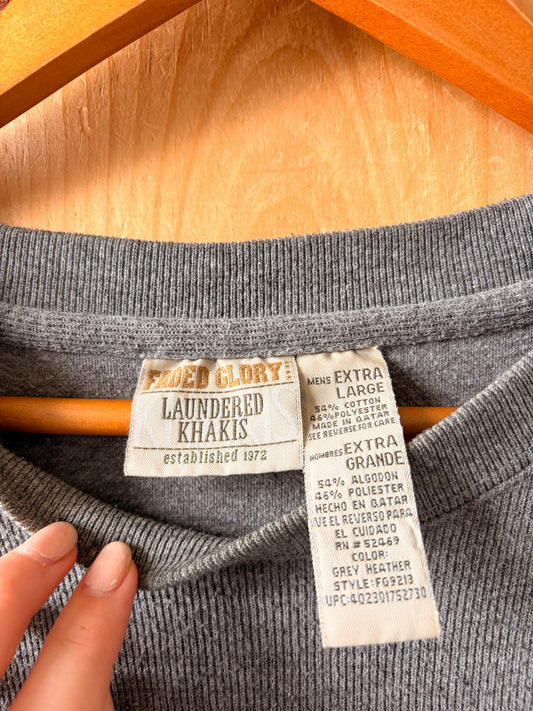 FADED GLORY
LAUNDERED
KHAKIS
established 1972
MENS EXTRA
LARGE
54% COTTON
46% POLYESTER
MADE IN QATAR
SEE REVERSE FOR CARE
HOMBRES EXTRA
GRANDE
54% ALGODON
46% POLIESTER
HECHO EN QATAR
VE EL REVERSO PARA
EL CUIDADO
RN #52469
COLOR:
GREY HEATHER
STYLE:FG9213
UPC:402301752730